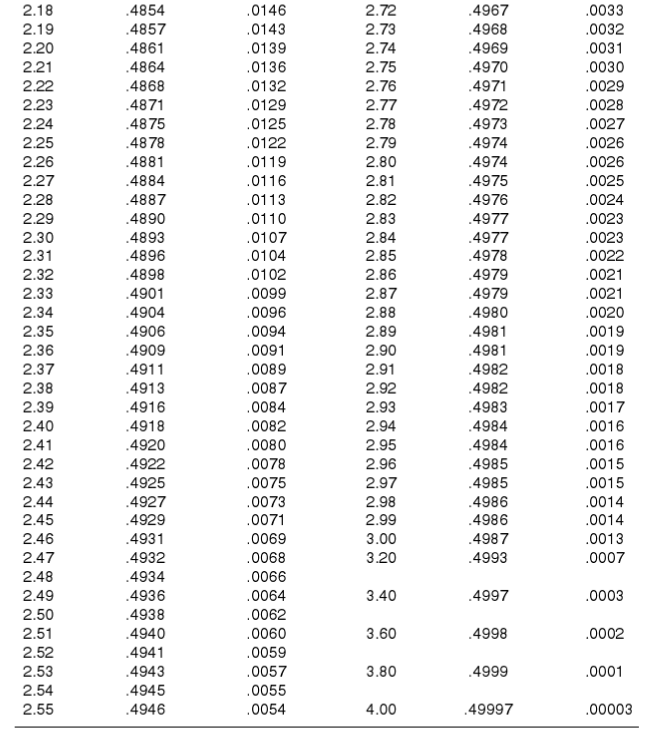 2.18 .4854 .0146 2.72 .4967 .0033
2.19 .4857 .0143 2.73 .4968 .0032
2.20 .4861 .0139 2.74 .4969 .0031
2.21 .4864 .0136 2.75 .4970 .0030
2.22 .4868 .0132 2.76 .4971 .0029
2.23 .4871 .0129 2.77 .4972 .0028
2.24 .4875 .0125 2.78 .4973 .0027
2.25 .4878 .0122 2.79 .4974 .0026
2.26 .4881 .0119 2.80 .4974 .0026
2.27 .4884 .0116 2.81 .4975 .0025
2.28 .4887 .0113 2.82 .4976 .0024
2.29 .4890 .0110 2.83 .4977 .0023
2.30 .4893 .0107 2.84 .4977 .0023
2.31 .4896 .0104 2.85 .4978 .0022
2.32 .4898 .0102 2.86 .4979 .0021
2.33 .4901 .0099 2.87 .4979 .0021
2.34 .4904 .0096 2.88 .4980 .0020
2.35 .4906 .0094 2.89 .4981 .0019
2.36 .4909 .0091 2.90 .4981 .0019
2.37 .4911 .0089 2.91 .4982 .0018
2.38 .4913 .0087 2.92 .4982 .0018
2.39 .4916 .0084 2.93 .4983 .0017
2.40 .4918 .0082 2.94 .4984 .0016
2.41 .4920 .0080 2.95 .4984 .0016
2.42 .4922 .0078 2.96 .4985 .0015
2.43 .4925 .0075 2.97 .4985 .0015
2.44 .4927 .0073 2.98 .4986 .0014
2.45 .4929 .0071 2.99 .4986 .0014
2.46 .4931 .0069 3.00 .4987 .0013
2.47 .4932 .0068 3.20 .4993 .0007
2.48 .4934 .0066
2.49 .4936 .0064 3.40 .4997 .0003
2.50 .4938 .0062
2.51 .4940 .0060 3.60 .4998 .0002
2.52 .4941 .0059
2.53 .4943 .0057 3.80 .4999 .0001
2.54 .4945 .0055
2.55 .4946 .0054 4.00 .49997 .00003